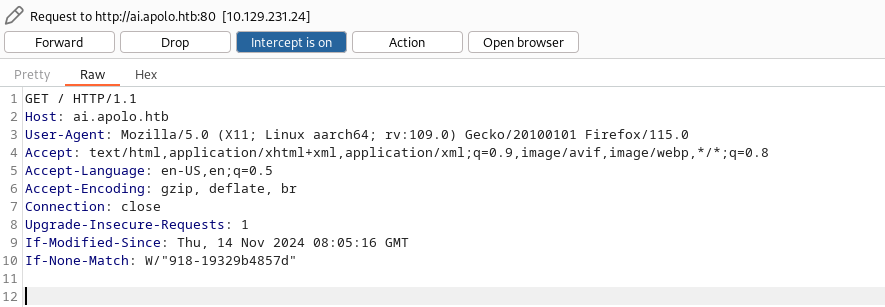 Request to http://ai.apolo.htb:80 [10.129.231.24]
Forward Drop Intercept is on Action Open browser
Pretty Raw Hex
1 GET / HTTP/1.1
2 Host: ai.apolo.htb
3 User-Agent: Mozilla/5.0 (X11; Linux aarch64; rv:109.0) Gecko/20100101 Firefox/115.0
4 Accept: text/html,application/xhtml+xml,application/xml;q=0.9,image/avif,image/webp,*/*;q=0.8
5 Accept-Language: en-US,en;q=0.5
6 Accept-Encoding: gzip, deflate, br
7 Connection: close
8 Upgrade-Insecure-Requests: 1
9 If-Modified-Since: Thu, 14 Nov 2024 08:05:16 GMT
10 If-None-Match: W/"918-19329b4857d"
11
12